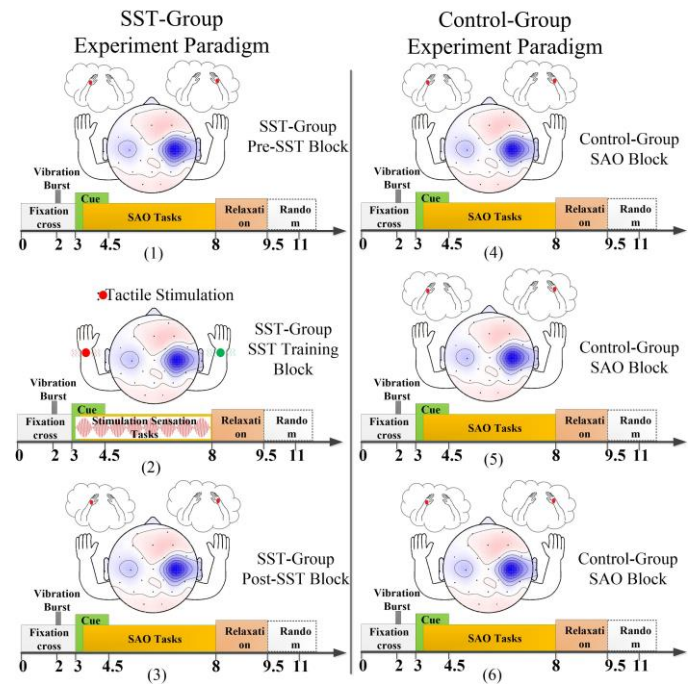 SST-Group
Experiment Paradigm
SST-Group
Pre-SST Block
Vibration
Burst
Cue
Fixation
cross
SAO Tasks
Relaxati
on
Rando
m
0 2 3 4.5 8 9.5 11
(1)
Tactile Stimulation
SST-Group
SST Training
Block
Vibration
Burst
Cue
Fixation
cross
Stimulation Sensation
Tasks
Relaxati
on
Rando
m
0 2 3 4.5 8 9.5 11
(2)
SST-Group
Post-SST Block
Vibration
Burst
Cue
Fixation
cross
SAO Tasks
Relaxati
on
Rando
m
0 2 3 4.5 8 9.5 11
(3)
Control-Group
Experiment Paradigm
Control-Group
SAO Block
Vibration
Burst
Cue
Fixation
cross
SAO Tasks
Relaxati
on
Rando
m
0 2 3 4.5 8 9.5 11
(4)
Control-Group
SAO Block
Vibration
Burst
Cue
Fixation
cross
SAO Tasks
Relaxati
on
Rando
m
0 2 3 4.5 8 9.5 11
(5)
Control-Group
SAO Block
Vibration
Burst
Cue
Fixation
cross
SAO Tasks
Relaxati
on
Rando
m
0 2 3 4.5 8 9.5 11
(6)